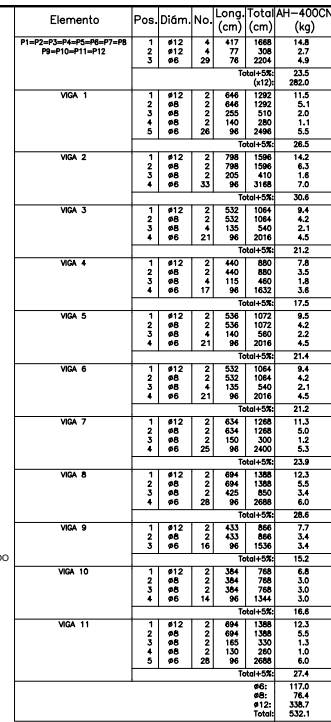 Elemento Pos. Diám. No. Long. (cm) Total (cm) AH-400CN (kg)
P1=P2=P3=P4=P5=P6=P7=P8 1 ø12 4 417 1668 14.8
P9=P10=P11=P12 2 ø12 4 77 308 2.7
3 ø6 29 76 2204 4.9
Total+5%: 23.5
(x12): 282.0
VIGA 1 1 ø12 2 646 1292 11.5
2 ø8 2 646 1292 5.1
3 ø8 2 255 510 2.0
4 ø8 2 140 280 1.1
5 ø6 26 96 2496 5.5
Total+5%: 26.5
VIGA 2 1 ø12 2 798 1596 14.2
2 ø8 2 798 1596 6.3
3 ø8 2 205 410 1.6
4 ø6 33 96 3168 7.0
Total+5%: 30.6
VIGA 3 1 ø12 2 532 1064 9.4
2 ø8 2 532 1064 4.2
3 ø8 4 135 540 2.1
4 ø6 21 96 2016 4.5
Total+5%: 21.2
VIGA 4 1 ø12 2 440 880 7.8
2 ø8 2 440 880 3.5
3 ø8 4 115 460 1.8
4 ø6 17 96 1632 3.6
Total+5%: 17.5
VIGA 5 1 ø12 2 536 1072 9.5
2 ø8 2 536 1072 4.2
3 ø8 4 140 560 2.2
4 ø6 21 96 2016 4.5
Total+5%: 21.4
VIGA 6 1 ø12 2 532 1064 9.4
2 ø8 2 532 1064 4.2
3 ø8 4 135 540 2.1
4 ø6 21 96 2016 4.5
Total+5%: 21.2
VIGA 7 1 ø12 2 634 1268 11.3
2 ø8 2 634 1268 5.0
3 ø8 2 150 300 1.2
4 ø6 25 96 2400 5.3
Total+5%: 23.9
VIGA 8 1 ø12 2 694 1388 12.3
2 ø8 2 694 1388 5.5
3 ø8 2 425 850 3.4
4 ø6 28 96 2688 6.0
Total+5%: 28.6
VIGA 9 1 ø12 2 433 866 7.7
2 ø8 2 433 866 3.4
3 ø6 16 96 1536 3.4
Total+5%: 15.2
VIGA 10 1 ø12 2 384 768 6.8
2 ø8 2 384 768 3.0
3 ø8 2 384 768 3.0
4 ø6 14 96 1344 3.0
Total+5%: 16.6
VIGA 11 1 ø12 2 694 1388 12.3
2 ø8 2 694 1388 5.5
3 ø8 2 165 330 1.3
4 ø8 2 130 260 1.0
5 ø6 28 96 2688 6.0
Total+5%: 27.4
ø6: 117.0
ø8: 76.4
ø12: 338.7
Total: 532.1